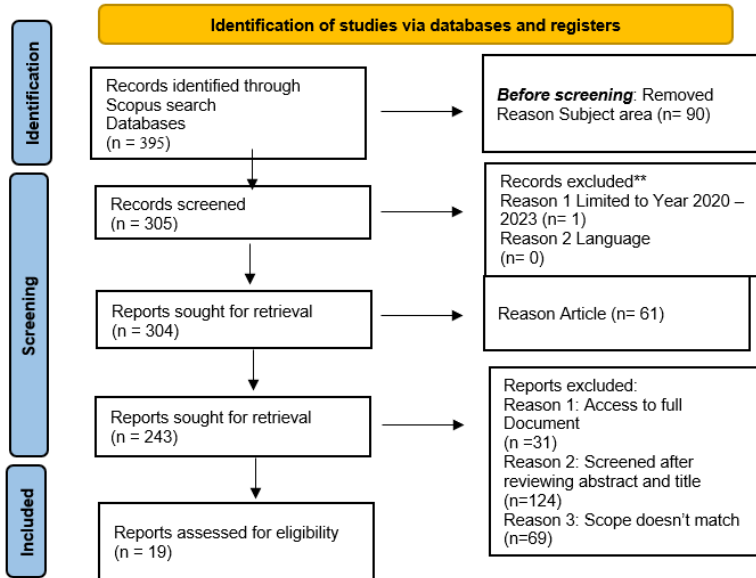 Identification of studies via databases and registers
Identification
Records identified through
Scopus search
Databases
(n = 395)
Before screening: Removed
Reason Subject area (n= 90)
Screening
Records screened
(n = 305)
Records excluded**
Reason 1 Limited to Year 2020 –
2023 (n= 1)
Reason 2 Language
(n= 0)
Reports sought for retrieval
(n = 304)
Reason Article (n= 61)
Reports sought for retrieval
(n = 243)
Reports excluded:
Reason 1: Access to full
Document
(n =31)
Reason 2: Screened after
reviewing abstract and title
(n=124)
Reason 3: Scope doesn’t match
(n=69)
Included
Reports assessed for eligibility
(n = 19)